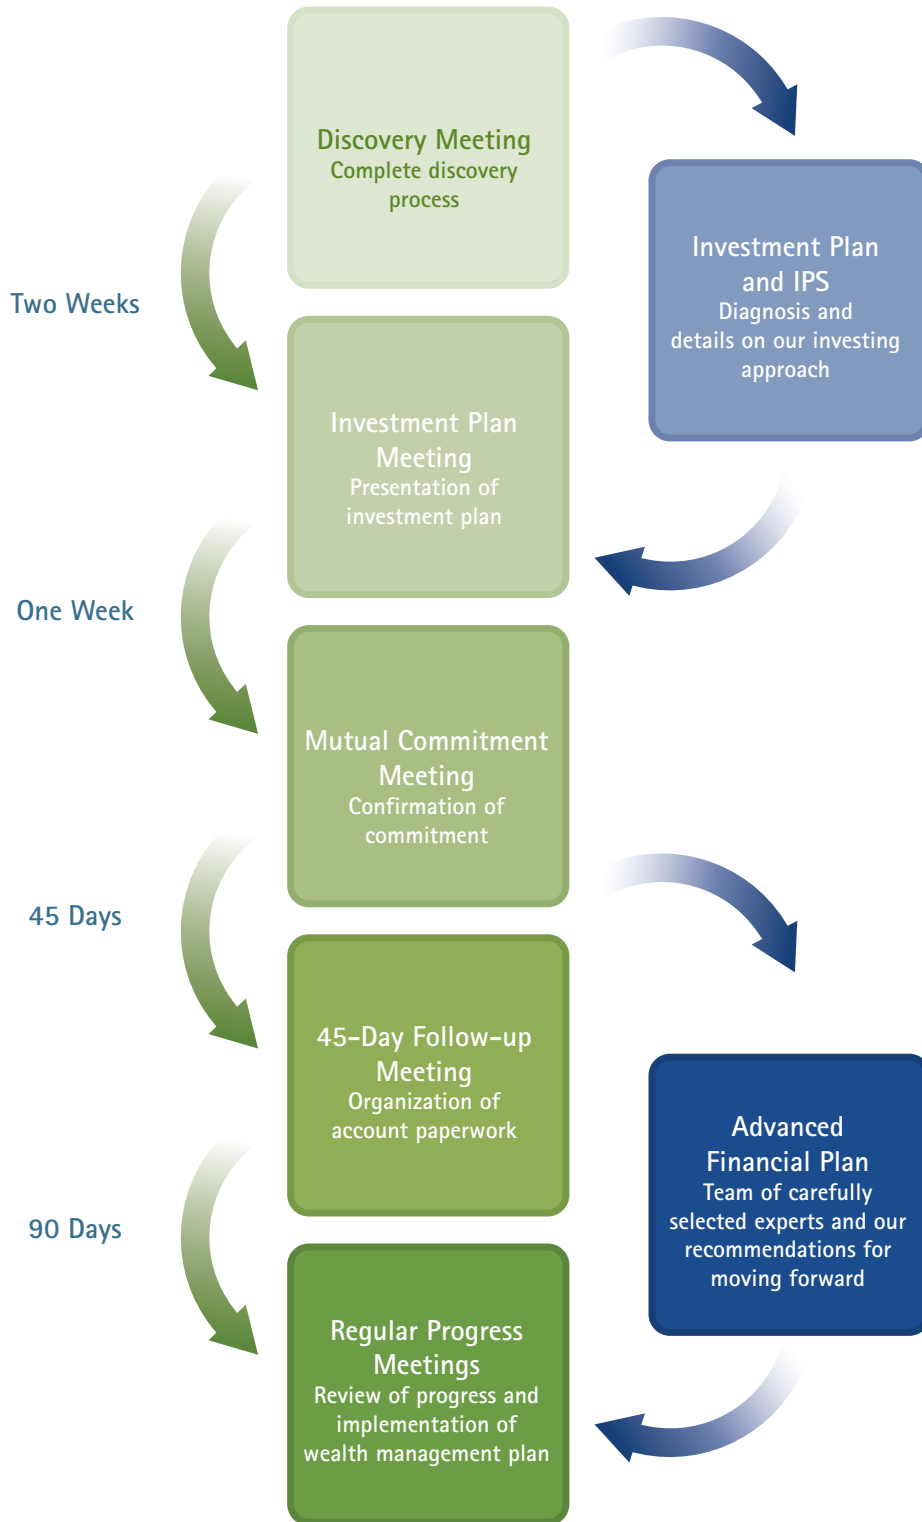 Discovery Meeting
Complete discovery
process
Two Weeks
Investment Plan
and IPS
Diagnosis and
details on our investing
approach
Investment Plan
Meeting
Presentation of
investment plan
One Week
Mutual Commitment
Meeting
Confirmation of
commitment
45 Days
45-Day Follow-up
Meeting
Organization of
account paperwork
Advanced
Financial Plan
Team of carefully
selected experts and our
recommendations for
moving forward
90 Days
Regular Progress
Meetings
Review of progress and
implementation of
wealth management plan